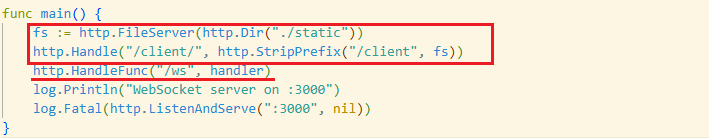 func main() {
    fs := http.FileServer(http.Dir("./static"))
    http.Handle("/client/", http.StripPrefix("/client", fs))
    http.HandleFunc("/ws", handler)
    log.Println("WebSocket server on :3000")
    log.Fatal(http.ListenAndServe(":3000", nil))
}